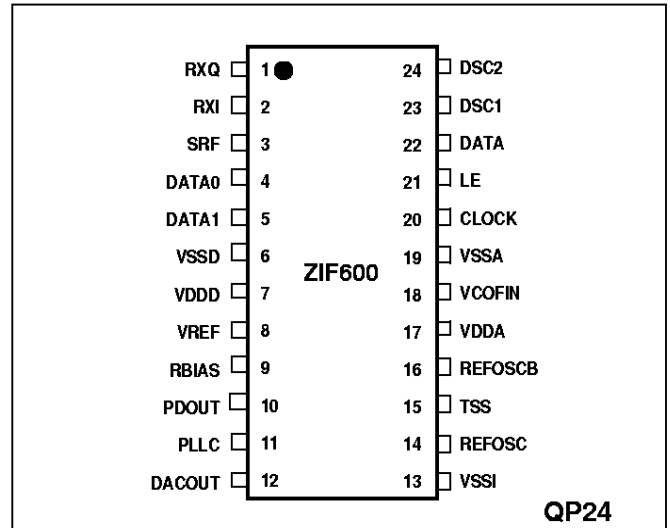 RXQ 1 24 DSC2
RXI 2 23 DSC1
SRF 3 22 DATA
DATA0 4 21 LE
DATA1 5 20 CLOCK
VSSD 6 19 VSSA
ZIF600
VDDD 7 18 VCOFIN
VREF 8 17 VDDA
RBIAS 9 16 REFOSCB
PDOUT 10 15 TSS
PLLC 11 14 REFOSC
DACOUT 12 13 VSSI
QP24